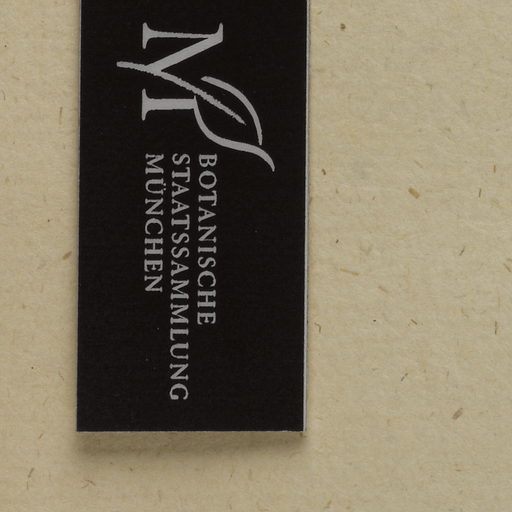 M
BOTANISCHE
STAATSSAMMLUNG
MÜNCHEN